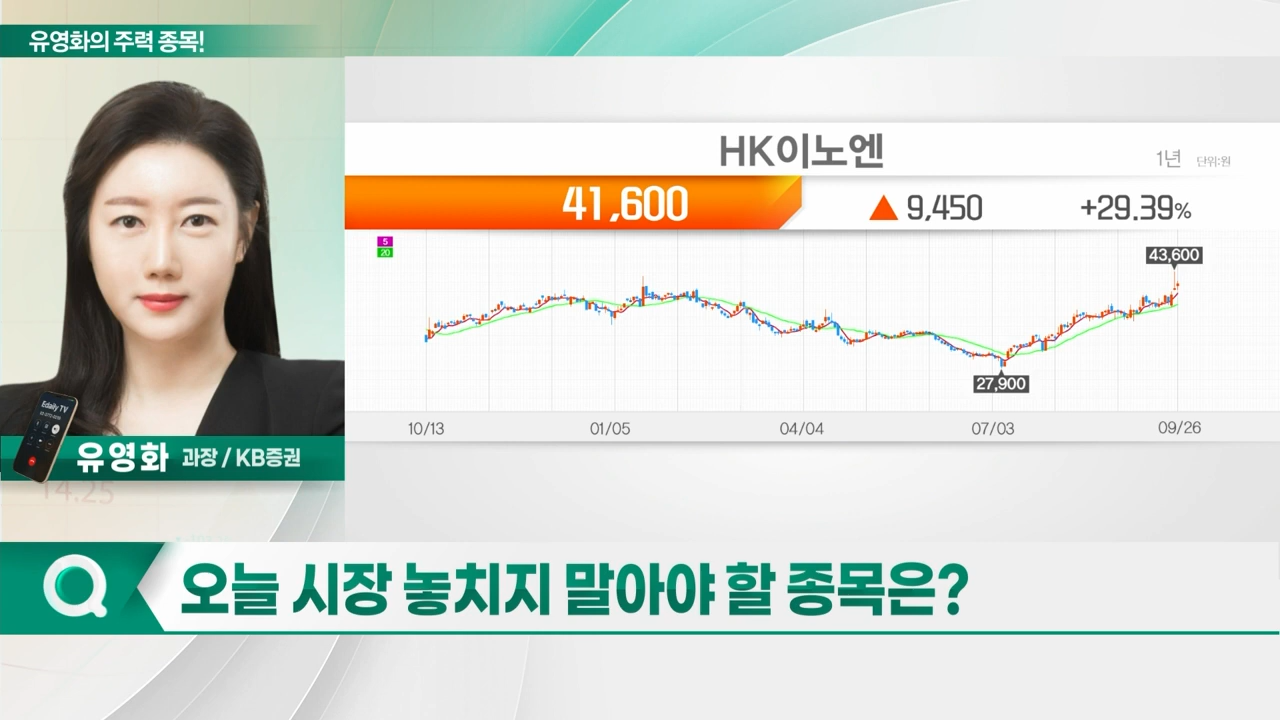 유영화의 주력 종목!
HK이노엔
1년 단위:원
41,600 ▲ 9,450 +29.39%
5
20
43,600
27,900
10/13 01/05 04/04 07/03 09/26
Edaily TV
유영화 과장 / KB증권
14.25
오늘 시장 놓치지 말아야 할 종목은?